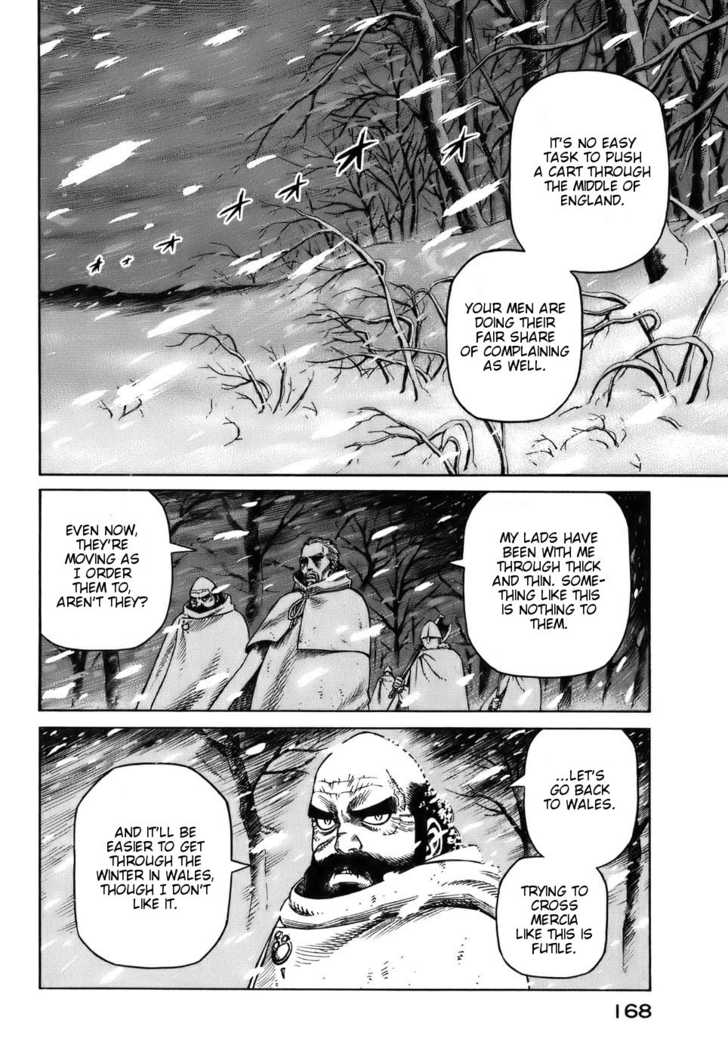 IT'S NO EASY
TASK TO PUSH
A CART THROUGH
THE MIDDLE OF
ENGLAND.
YOUR MEN ARE
DOING THEIR
FAIR SHARE
OF COMPLAINING
AS WELL.
MY LADS HAVE
BEEN WITH ME
THROUGH THICK
AND THIN. SOME-
THING LIKE THIS
IS NOTHING TO
THEM.
EVEN NOW,
THEY'RE
MOVING AS
I ORDER
THEM TO,
AREN'T THEY?
...LET'S
GO BACK
TO WALES.
TRYING TO
CROSS
MERCIA
LIKE THIS IS
FUTILE.
AND IT'LL BE
EASIER TO GET
THROUGH THE
WINTER IN WALES,
THOUGH I DON'T
LIKE IT.
168